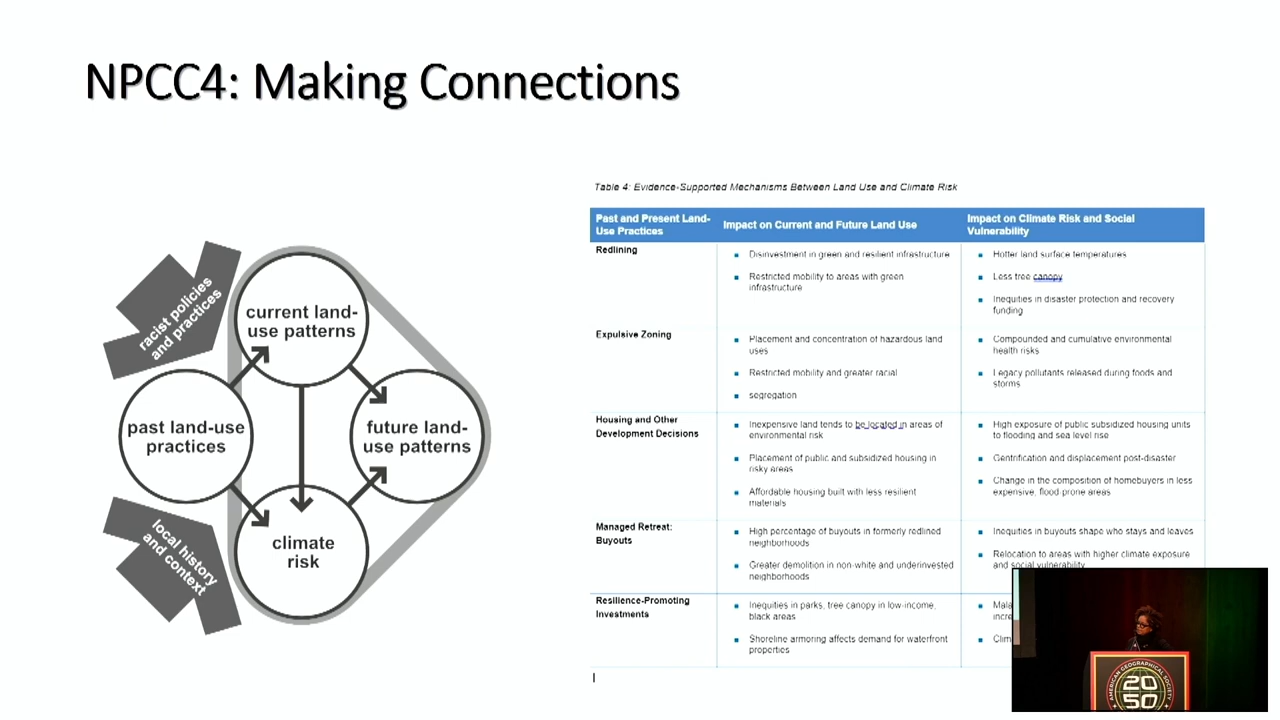 NPCC4: Making Connections
racist policies
and practices
current land-
use patterns
past land-use
practices
future land-
use patterns
climate
risk
local history
and context
Table 4: Evidence-Supported Mechanisms Between Land Use and Climate Risk
Past and Present Land-
Use Practices
Impact on Current and Future Land Use
Impact on Climate Risk and Social
Vulnerability
Redlining
Disinvestment in green and resilient infrastructure
Restricted mobility to areas with green
infrastructure
Hotter land surface temperatures
Less tree canopy
Inequities in disaster protection and recovery
funding
Expulsive Zoning
Placement and concentration of hazardous land
uses
Restricted mobility and greater racial
segregation
Compounded and cumulative environmental
health risks
Legacy pollutants released during foods and
storms
Housing and Other
Development Decisions
Inexpensive land tends to be located in areas of
environmental risk
Placement of public and subsidized housing in
risky areas
Affordable housing built with less resilient
materials
High exposure of public subsidized housing units
to flooding and sea level rise
Gentrification and displacement post-disaster
Change in the composition of homebuyers in less
expensive, flood-prone areas
Managed Retreat:
Buyouts
High percentage of buyouts in formerly redlined
neighborhoods
Greater demolition in non-white and underinvested
neighborhoods
Inequities in buyouts shape who stays and leaves
Relocation to areas with higher climate exposure
and social vulnerability
Resilience-Promoting
Investments
Inequities in parks, tree canopy in low-income,
black areas
Shoreline armoring affects demand for waterfront
properties
AMERICAN GEOGRAPHICAL SOCIETY
20
50